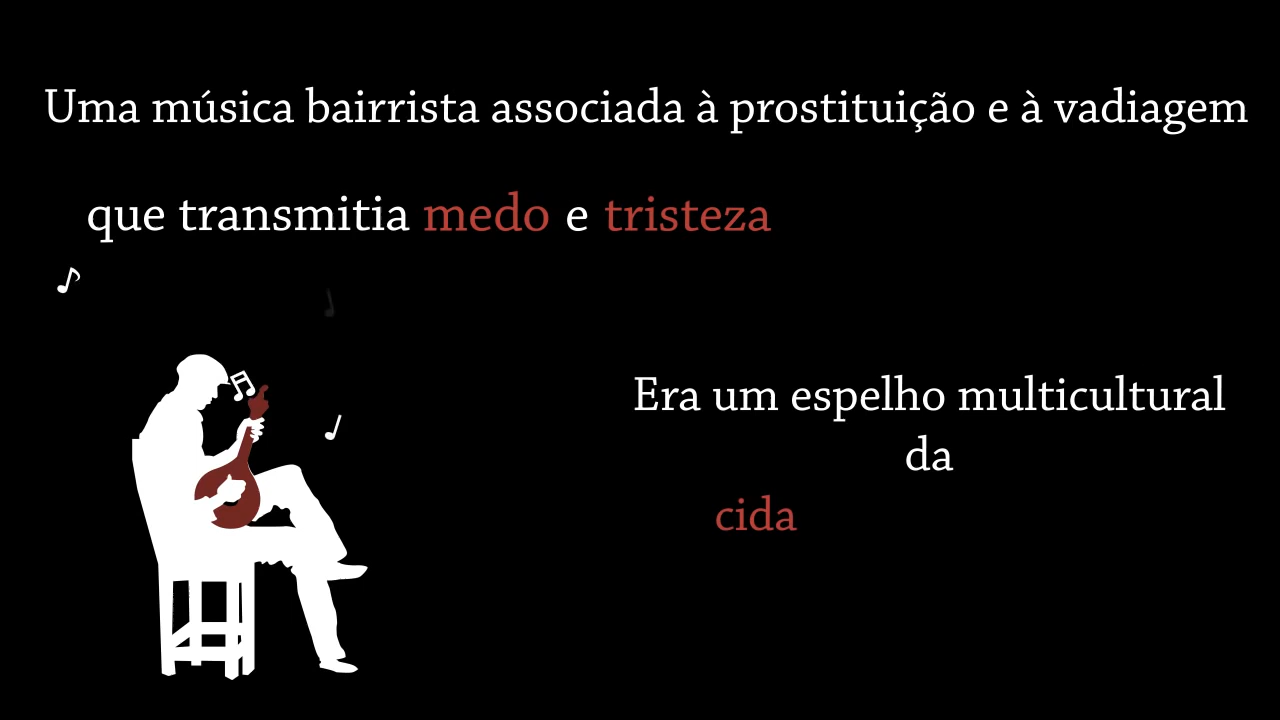 Uma música bairrista associada à prostituição e à vadiagem
que transmitia medo e tristeza
Era um espelho multicultural
da
cida